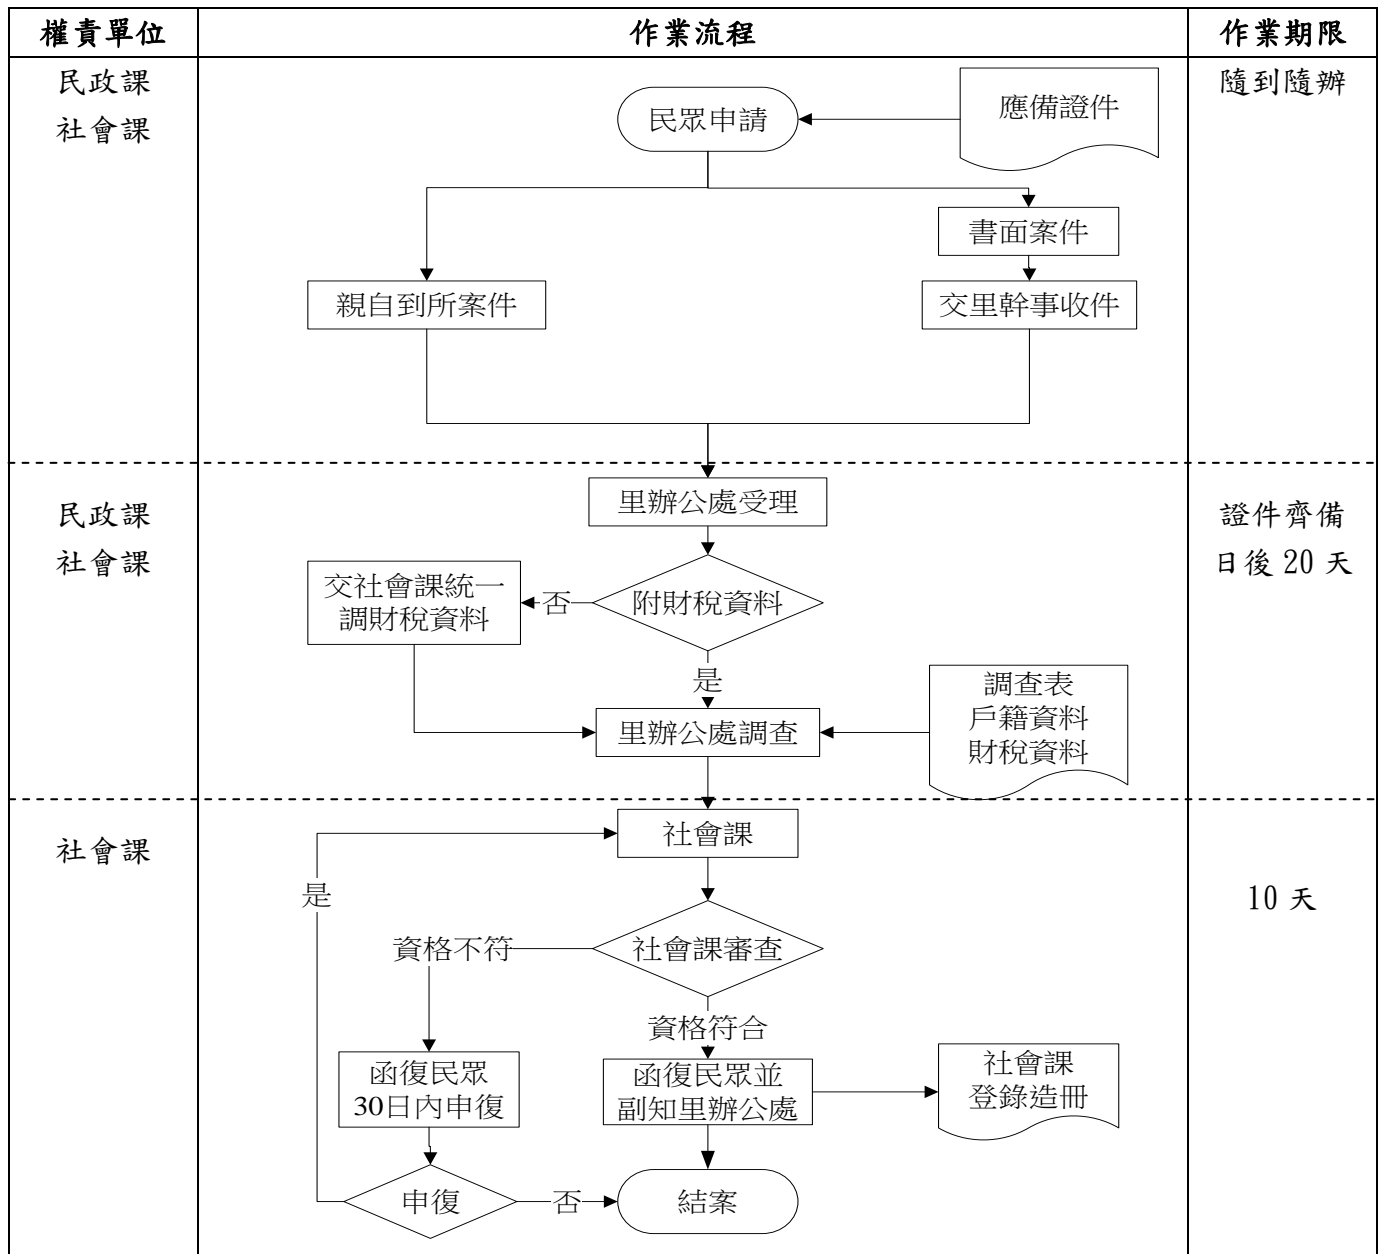 權責單位
作業流程
作業期限
民政課
社會課
隨到隨辦
民眾申請
應備證件
書面案件
親自到所案件
交里幹事收件
民政課
社會課
證件齊備
日後 20 天
里辦公處受理
附財稅資料
否
交社會課統一
調財稅資料
是
里辦公處調查
調查表
戶籍資料
財稅資料
社會課
10 天
社會課
是
社會課審查
資格不符
資格符合
函復民眾
30日內申復
函復民眾並
副知里辦公處
社會課
登錄造冊
申復
否
結案